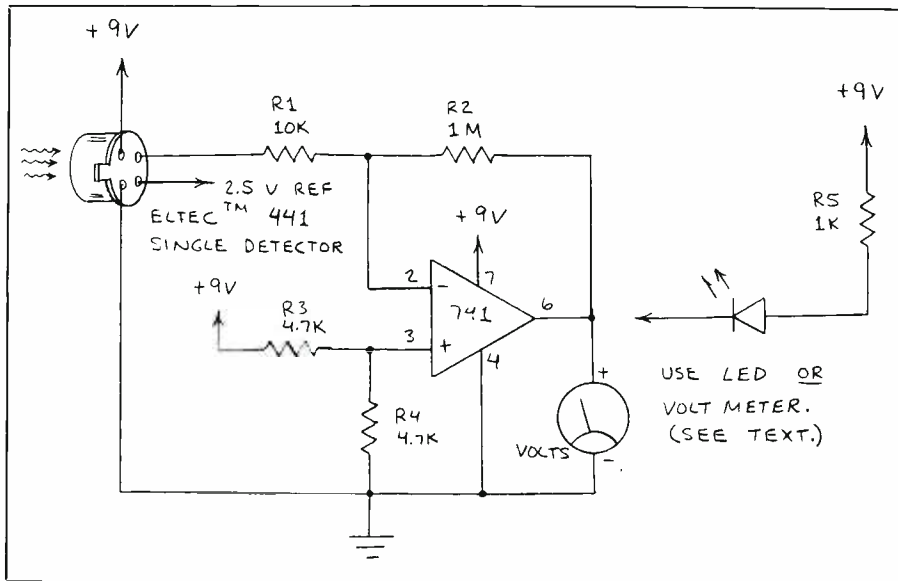 +9V
R1
10K
R2
1M
+9V
R5
1K
2.5 V REF
ELTEC™ 441
SINGLE DETECTOR
+9V
+9V
R3
4.7K
2
-
7
741
6
3
+
4
R4
4.7K
+
VOLTS
-
USE LED OR
VOLT METER.
(SEE TEXT.)